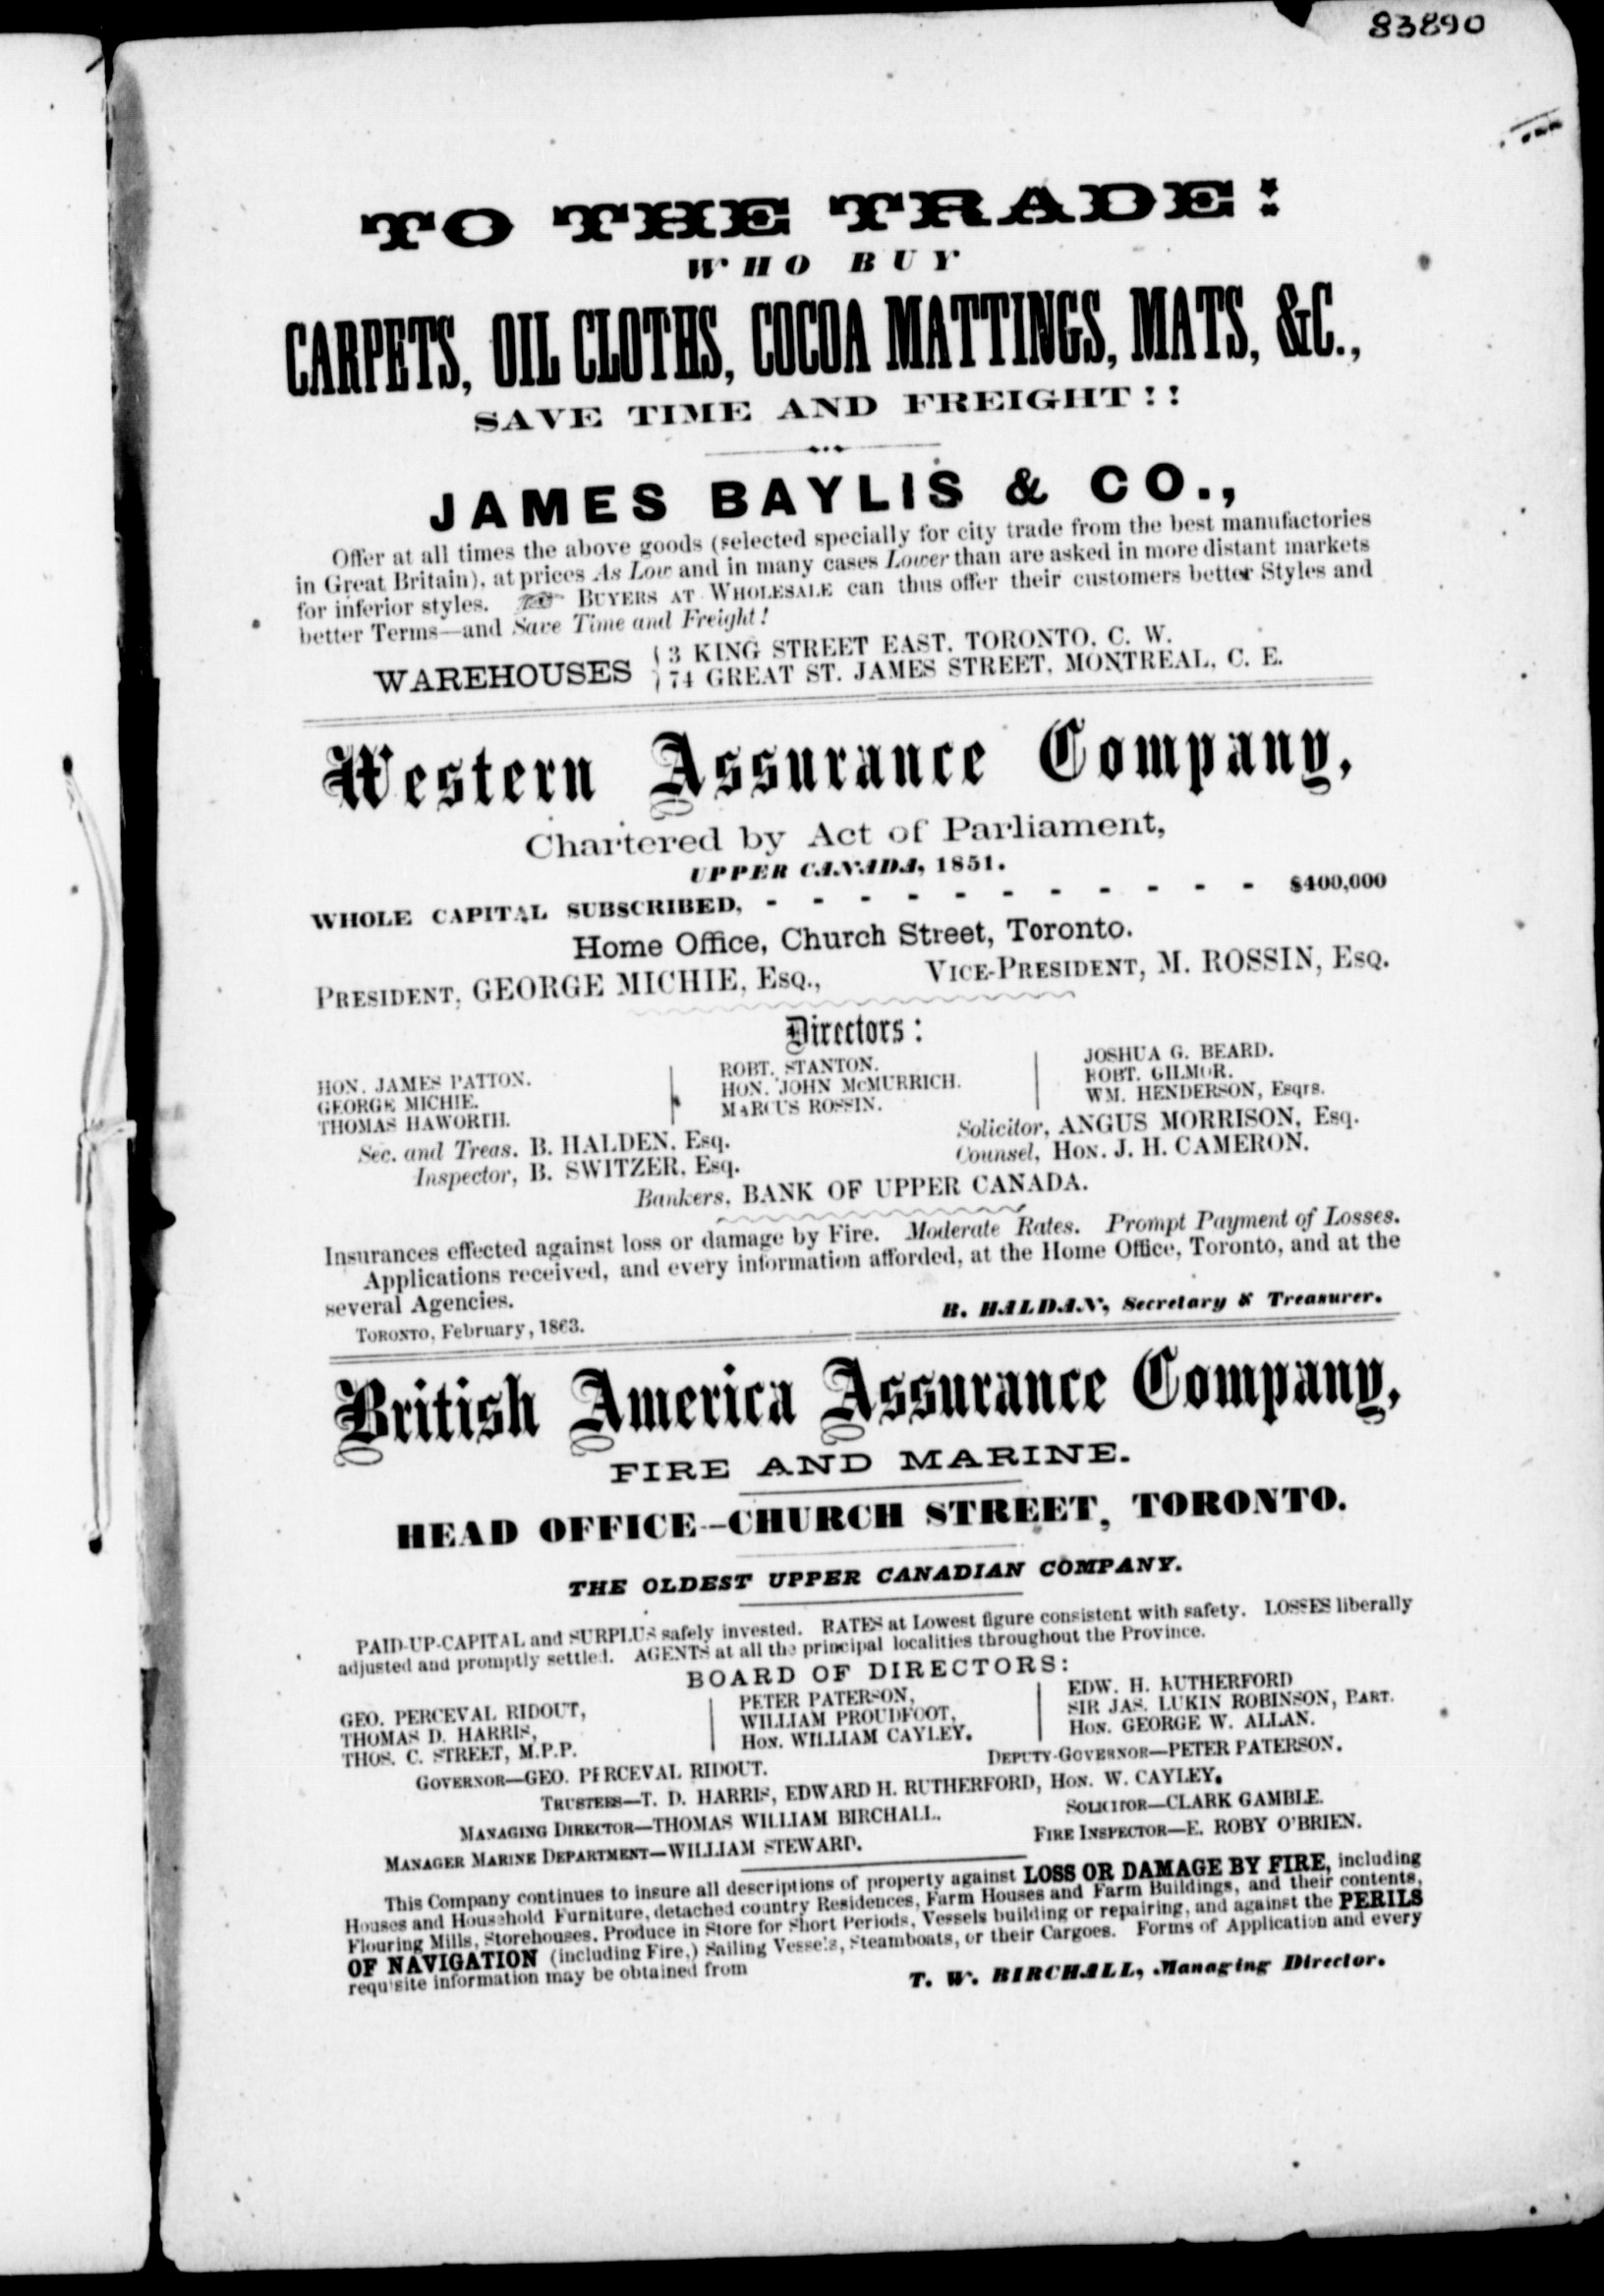 83890
TO THE TRADE!
WHO BUY
CARPETS, OIL CLOTHS, COCOA MATTINGS, MATS, &C.,
SAVE TIME AND FREIGHT!!
JAMES BAYLIS & CO.,
Offer at all times the above goods (selected specially for city trade from the best manufactories
in Great Britain), at prices As Low and in many cases Lower than are asked in more distant markets
for inferior styles. ☞ BUYERS AT WHOLESALE can thus offer their customers better Styles and
better Terms—and Save Time and Freight!
WAREHOUSES { 3 KING STREET EAST, TORONTO, C. W.
74 GREAT ST. JAMES STREET, MONTREAL, C. E.
Western Assurance Company,
Chartered by Act of Parliament,
UPPER CANADA, 1851.
WHOLE CAPITAL SUBSCRIBED, - - - - - - - - - - - $400,000
Home Office, Church Street, Toronto.
PRESIDENT, GEORGE MICHIE, ESQ., VICE-PRESIDENT, M. ROSSIN, ESQ.
Directors:
HON. JAMES PATTON. ROBT. STANTON. JOSHUA G. BEARD.
GEORGE MICHIE. HON. JOHN McMURRICH. ROBT. GILMOR.
THOMAS HAWORTH. MARCUS ROSSIN. WM. HENDERSON, Esqrs.
Sec. and Treas. B. HALDEN, Esq. Solicitor, ANGUS MORRISON, Esq.
Inspector, B. SWITZER, Esq. Counsel, HON. J. H. CAMERON.
Bankers, BANK OF UPPER CANADA.
Insurances effected against loss or damage by Fire. Moderate Rates. Prompt Payment of Losses.
Applications received, and every information afforded, at the Home Office, Toronto, and at the
several Agencies.
B. HALDAN, Secretary & Treasurer.
TORONTO, February, 1863.
British America Assurance Company,
FIRE AND MARINE.
HEAD OFFICE--CHURCH STREET, TORONTO.
THE OLDEST UPPER CANADIAN COMPANY.
PAID-UP-CAPITAL and SURPLUS safely invested. RATES at Lowest figure consistent with safety. LOSSES liberally
adjusted and promptly settled. AGENTS at all the principal localities throughout the Province.
BOARD OF DIRECTORS:
GEO. PERCEVAL RIDOUT, PETER PATERSON, EDW. H. RUTHERFORD
THOMAS D. HARRIS, WILLIAM PROUDFOOT, SIR JAS. LUKIN ROBINSON, PART.
THOS. C. STREET, M.P.P. HON. WILLIAM CAYLEY. HON. GEORGE W. ALLAN.
GOVERNOR—GEO. PERCEVAL RIDOUT. DEPUTY-GOVERNOR—PETER PATERSON.
TRUSTEES—T. D. HARRIS, EDWARD H. RUTHERFORD, HON. W. CAYLEY.
MANAGING DIRECTOR—THOMAS WILLIAM BIRCHALL. SOLICITOR—CLARK GAMBLE.
MANAGER MARINE DEPARTMENT—WILLIAM STEWARD. FIRE INSPECTOR—E. ROBY O'BRIEN.
This Company continues to insure all descriptions of property against LOSS OR DAMAGE BY FIRE, including
Houses and Household Furniture, detached country Residences, Farm Houses and Farm Buildings, and their contents,
Flouring Mills, Storehouses, Produce in Store for Short Periods, Vessels building or repairing, and against the PERILS
OF NAVIGATION (including Fire,) Sailing Vessels, Steamboats, or their Cargoes. Forms of Application and every
requisite information may be obtained from
T. W. BIRCHALL, Managing Director.